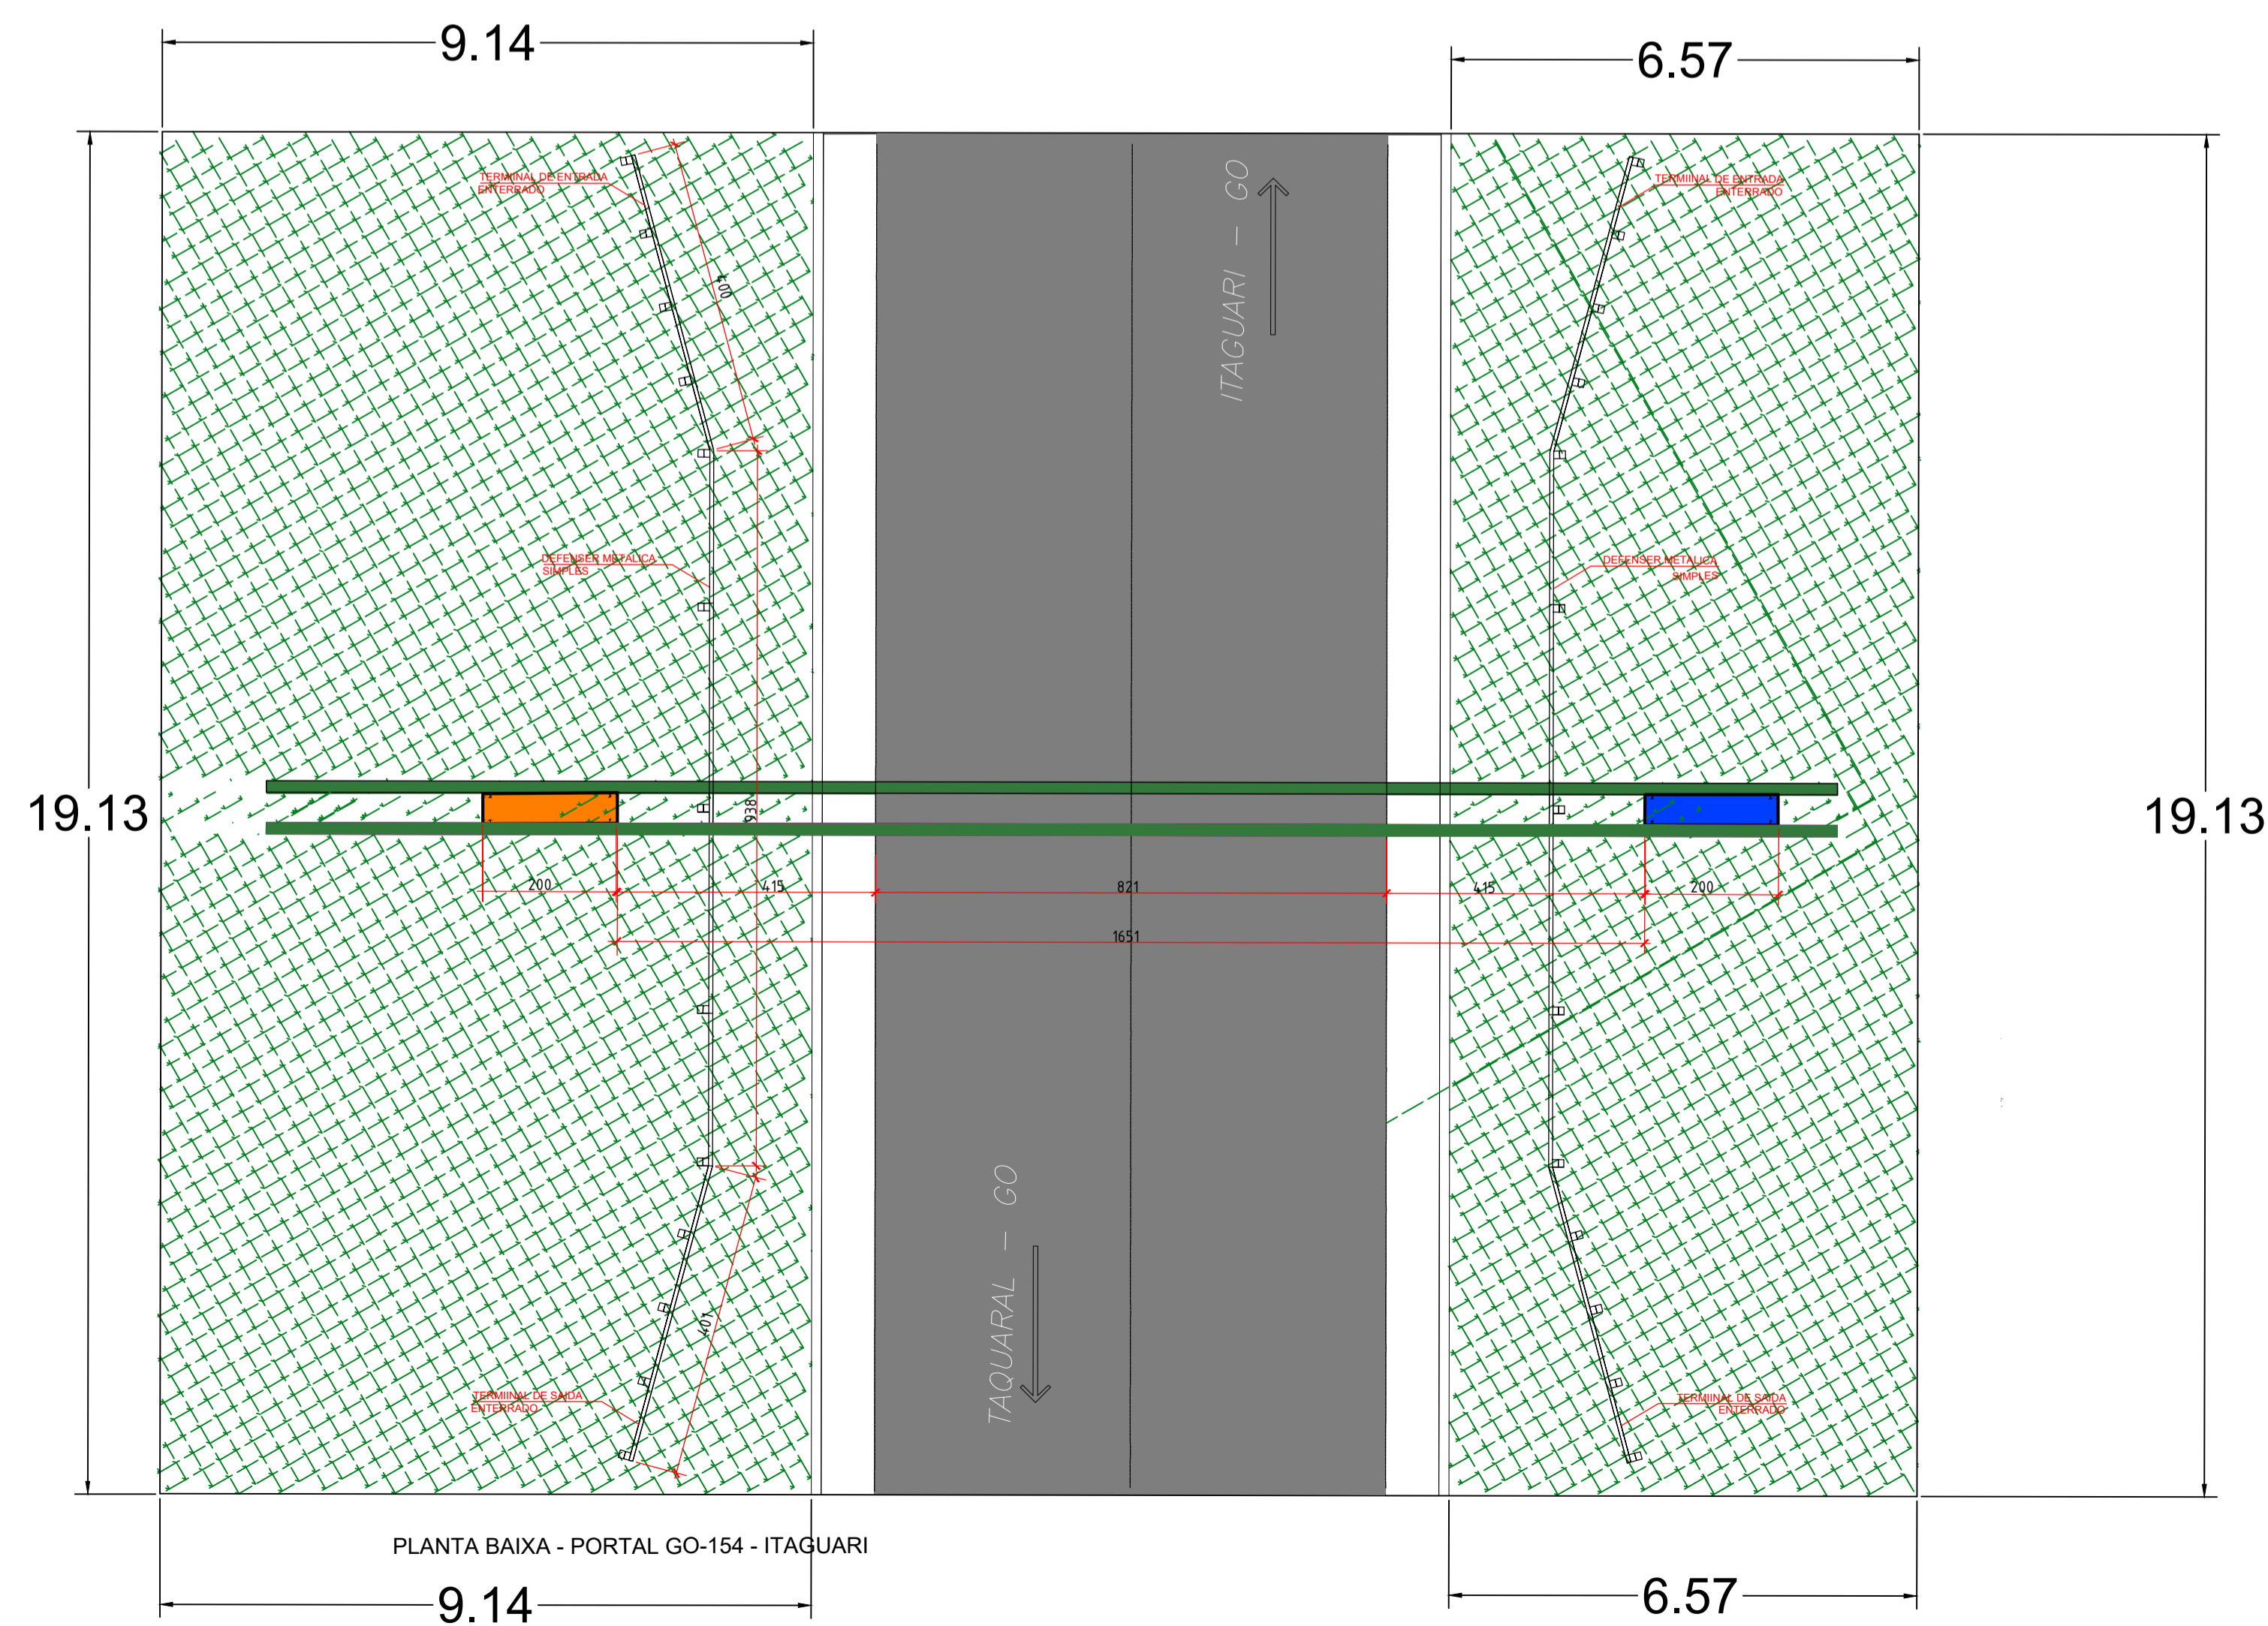 9.14
6.57
TERMIINAL DE ENTRADA
ENTERRADO
TERMIINAL DE ENTRADA
ENTERRADO
ITAGUARI - GO
400
DEFENSER METALICA
SIMPLES
DEFENSER METALICA
SIMPLES
19.13
938
19.13
200
415
821
415
200
1651
TAQUARAL - GO
401
TERMIINAL DE SAIDA
ENTERRADO
TERMIINAL DE SAIDA
ENTERRADO
PLANTA BAIXA - PORTAL GO-154 - ITAGUARI
9.14
6.57